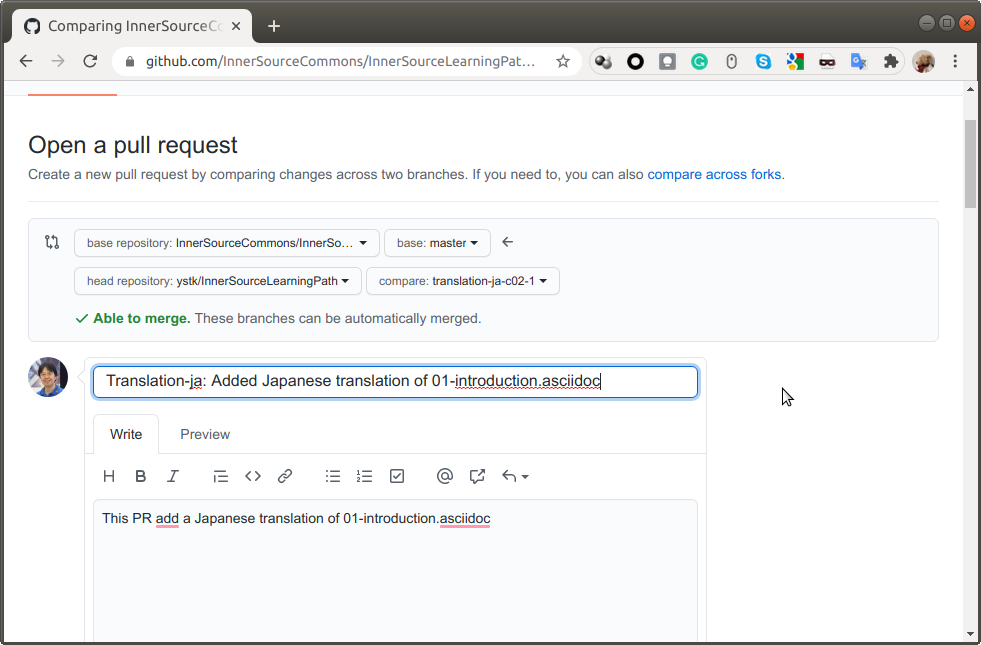 Comparing InnerSourceCo
github.com/InnerSourceCommons/InnerSourceLearningPat...
Open a pull request
Create a new pull request by comparing changes across two branches. If you need to, you can also compare across forks.
base repository: InnerSourceCommons/InnerSo... base: master
head repository: ystk/InnerSourceLearningPath compare: translation-ja-c02-1
Able to merge. These branches can be automatically merged.
Translation-ja: Added Japanese translation of 01-introduction.asciidoc
Write Preview
This PR add a Japanese translation of 01-introduction.asciidoc